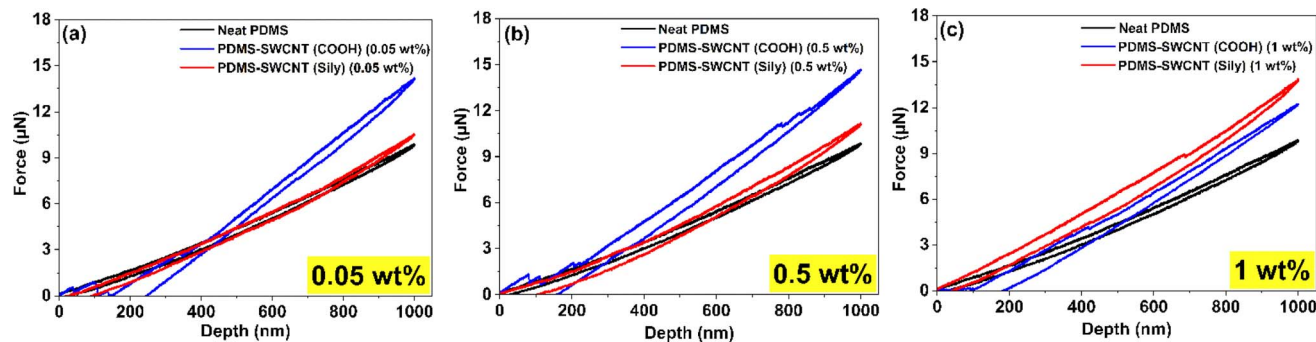 (a)
Neat PDMS
PDMS-SWCNT (COOH) (0.05 wt%)
PDMS-SWCNT (Sily) (0.05 wt%)
Force (µN)
18
15
12
9
6
3
0
0.05 wt%
0 200 400 600 800 1000
Depth (nm)
(b)
Neat PDMS
PDMS-SWCNT (COOH) (0.5 wt%)
PDMS-SWCNT (Sily) (0.5 wt%)
Force (µN)
18
15
12
9
6
3
0
0.5 wt%
0 200 400 600 800 1000
Depth (nm)
(c)
Neat PDMS
PDMS-SWCNT (COOH) (1 wt%)
PDMS-SWCNT (Sily) (1 wt%)
Force (µN)
18
15
12
9
6
3
0
1 wt%
0 200 400 600 800 1000
Depth (nm)